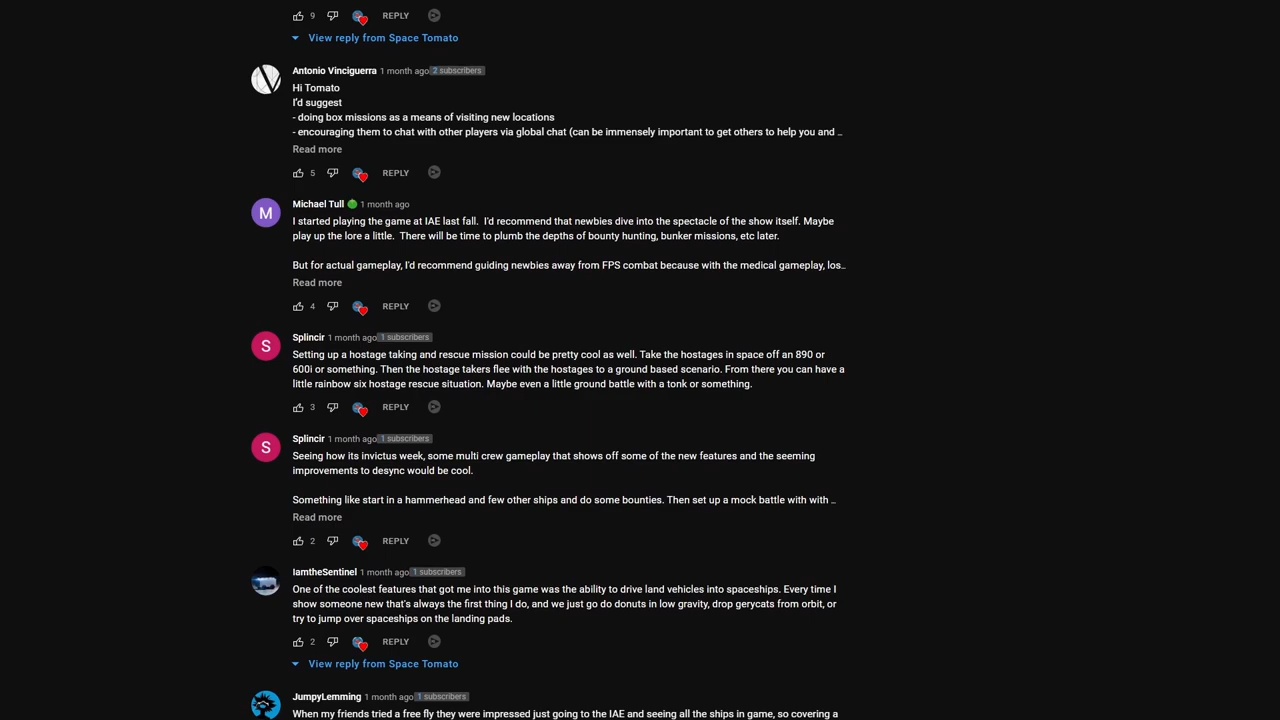 9 REPLY
View reply from Space Tomato
Antonio Vinciguerra 1 month ago 2 subscribers
Hi Tomato
I'd suggest
- doing box missions as a means of visiting new locations
- encouraging them to chat with other players via global chat (can be immensely important to get others to help you and ...
Read more
5 REPLY
M
Michael Tull 1 month ago
I started playing the game at IAE last fall. I'd recommend that newbies dive into the spectacle of the show itself. Maybe
play up the lore a little. There will be time to plumb the depths of bounty hunting, bunker missions, etc later.
But for actual gameplay, I'd recommend guiding newbies away from FPS combat because with the medical gameplay, los...
Read more
4 REPLY
S
Splincir 1 month ago 1 subscribers
Setting up a hostage taking and rescue mission could be pretty cool as well. Take the hostages in space off an 890 or
600i or something. Then the hostage takers flee with the hostages to a ground based scenario. From there you can have a
little rainbow six hostage rescue situation. Maybe even a little ground battle with a tonk or something.
3 REPLY
S
Splincir 1 month ago 1 subscribers
Seeing how its invictus week, some multi crew gameplay that shows off some of the new features and the seeming
improvements to desync would be cool.
Something like start in a hammerhead and few other ships and do some bounties. Then set up a mock battle with with ...
Read more
2 REPLY
IamtheSentinel 1 month ago 1 subscribers
One of the coolest features that got me into this game was the ability to drive land vehicles into spaceships. Every time I
show someone new that's always the first thing I do, and we just go do donuts in low gravity, drop gerycats from orbit, or
try to jump over spaceships on the landing pads.
2 REPLY
View reply from Space Tomato
JumpyLemming 1 month ago 1 subscribers
When my friends tried a free fly they were impressed just going to the IAE and seeing all the ships in game, so covering a